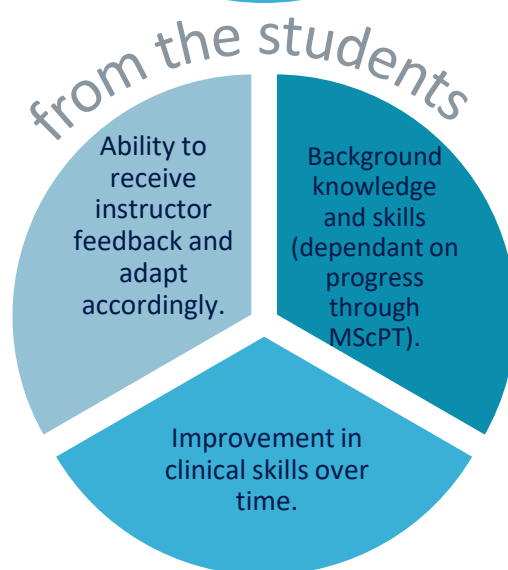 from the students
Ability to
receive
instructor
feedback and
adapt
accordingly.
Background
knowledge
and skills
(dependant on
progress
through
MScPT).
Improvement in
clinical skills over
time.